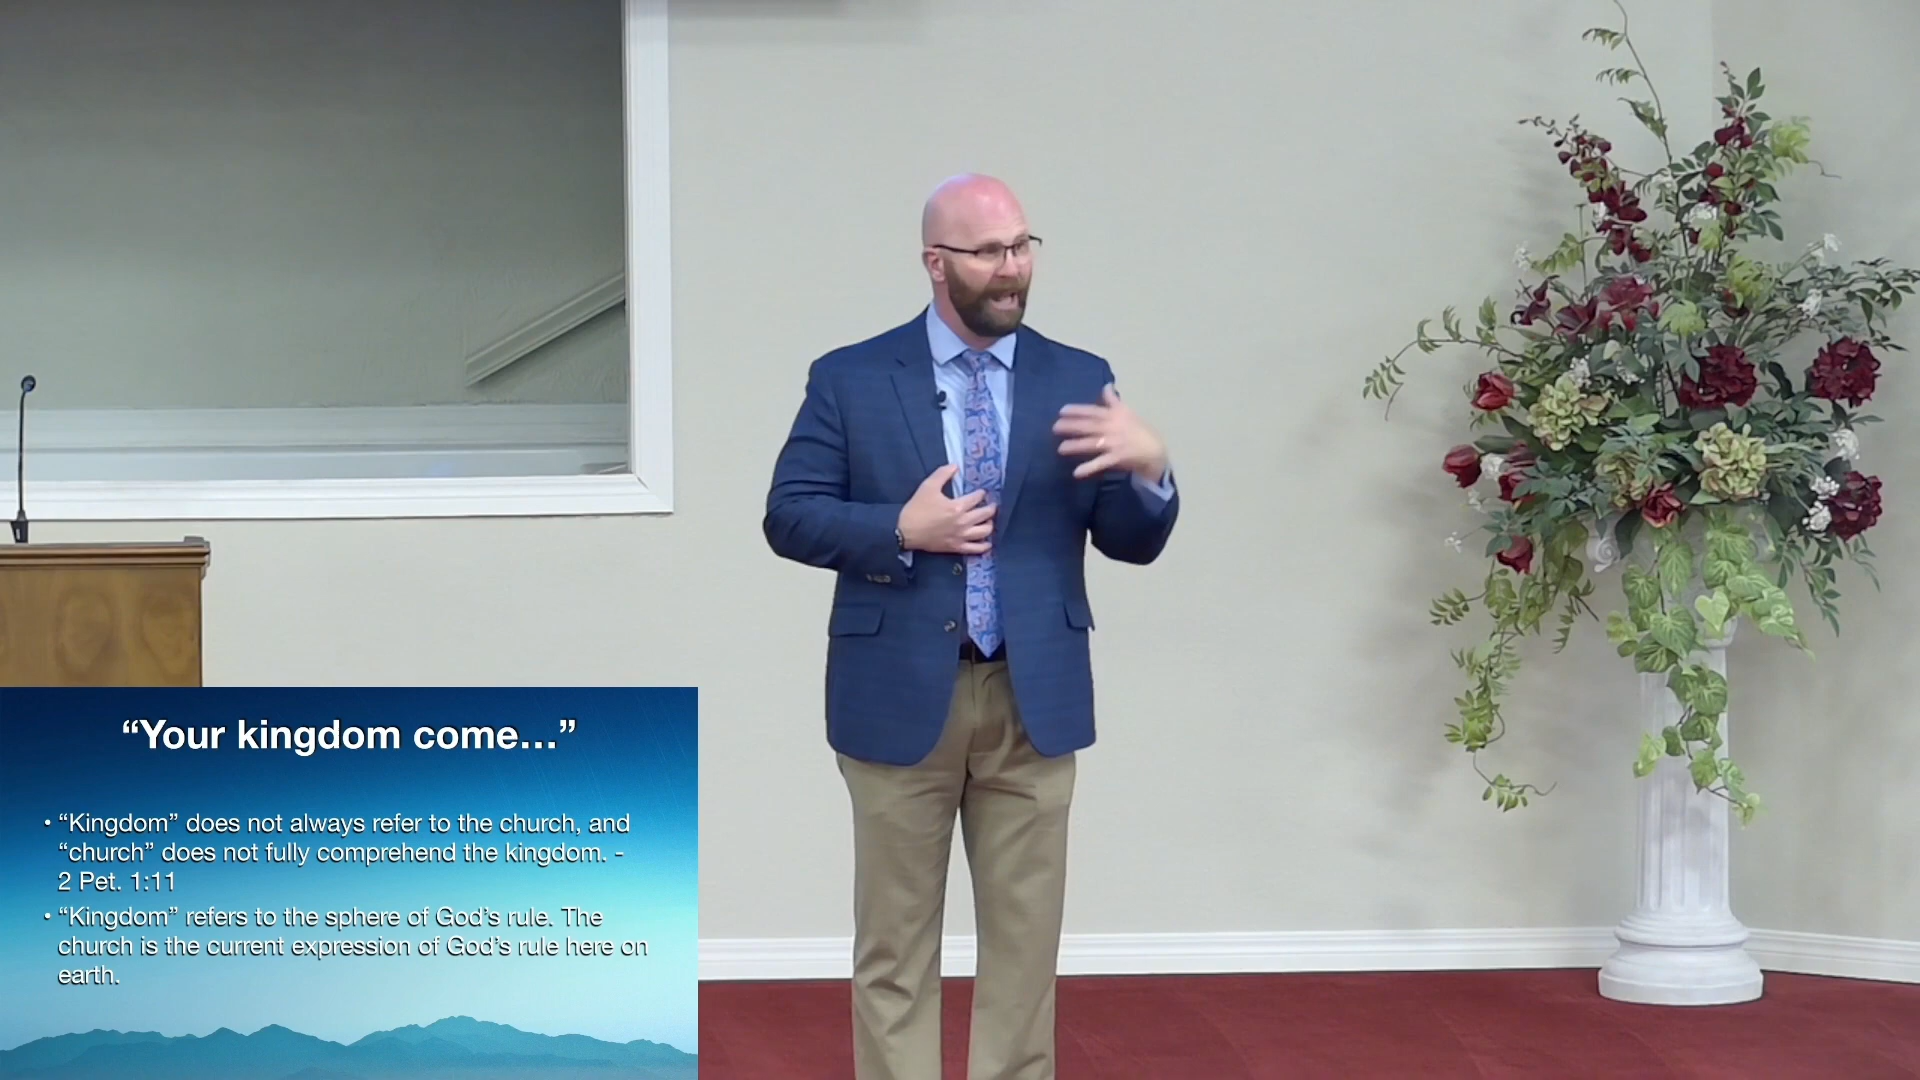 “Your kingdom come…”
• “Kingdom” does not always refer to the church, and
“church” does not fully comprehend the kingdom. -
2 Pet. 1:11
• “Kingdom” refers to the sphere of God’s rule. The
church is the current expression of God’s rule here on
earth.